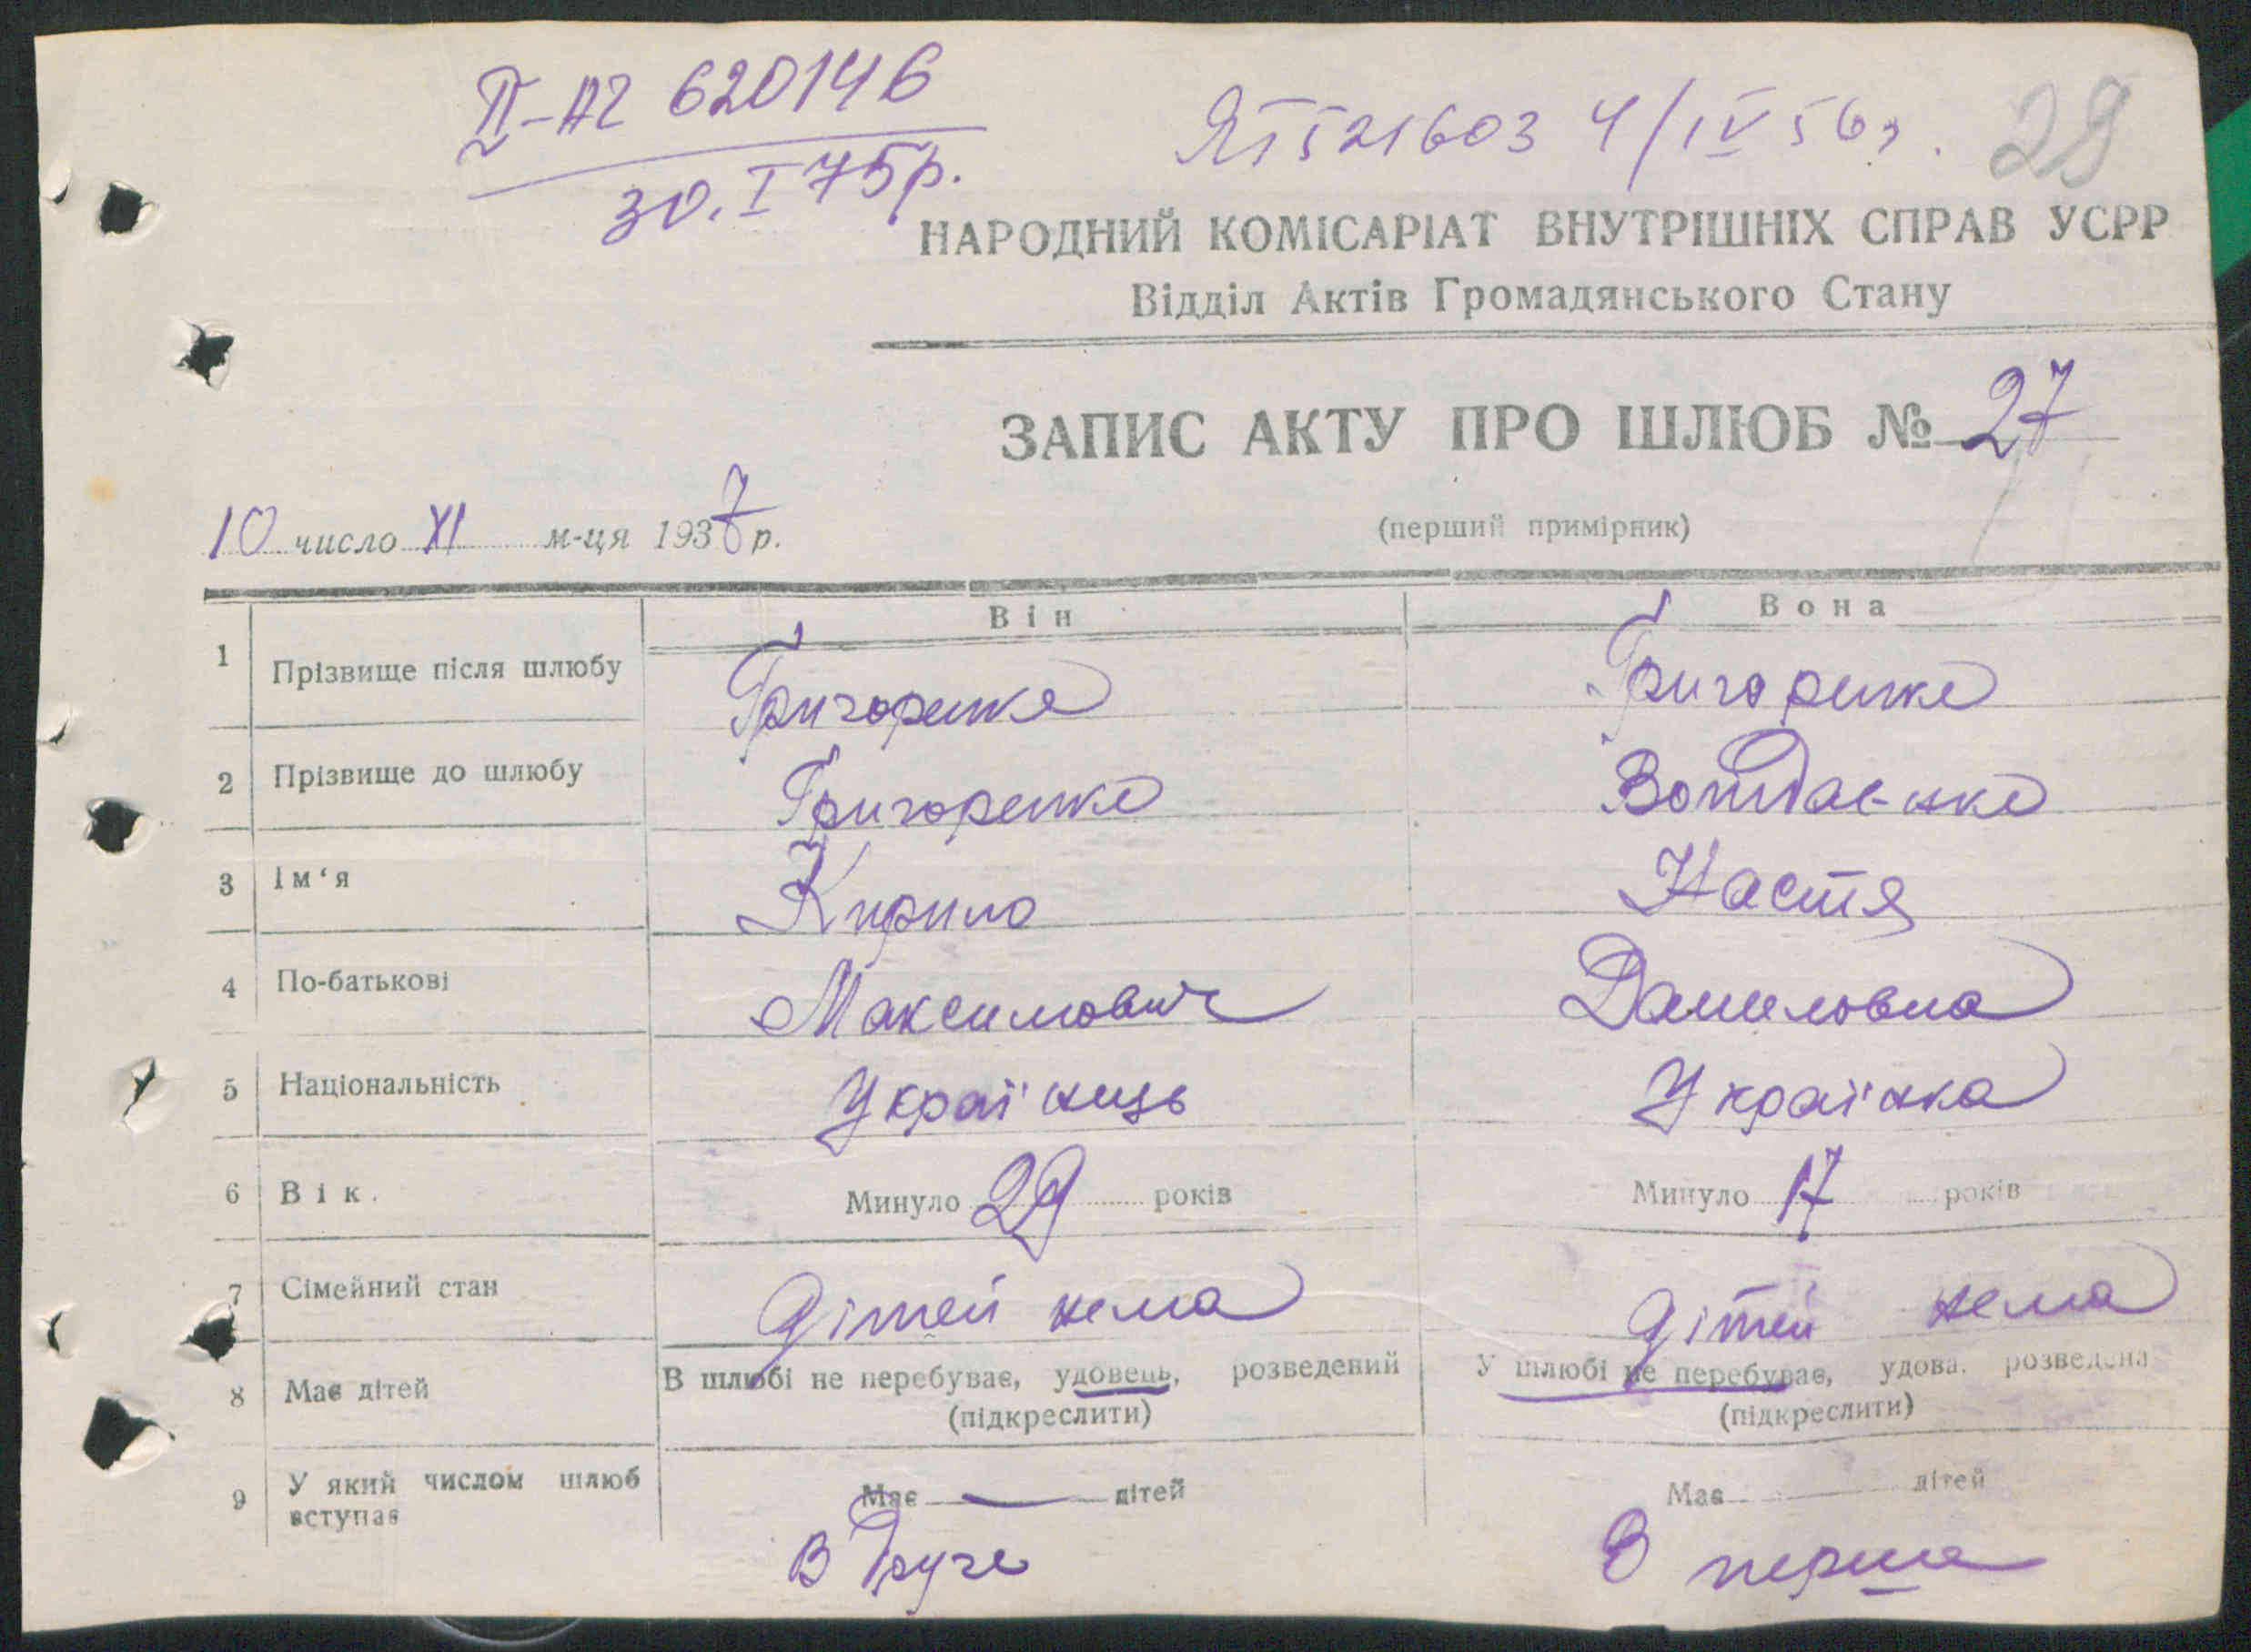 II-АГ 620146
30.I 75р.
ЯП 521603 4/IV 56г.
28
НАРОДНИЙ КОМІСАРІАТ ВНУТРІШНІХ СПРАВ УСРР
Відділ Актів Громадянського Стану
ЗАПИС АКТУ ПРО ШЛЮБ № 27
(перший примірник)
10 число XI м-ця 1937 р.
Він Вона
1 Прізвище після шлюбу Григоренко Григоренко
2 Прізвище до шлюбу Григоренко
3 Ім‘я Кирило Настя
4 По-батькові Максимович Даниловна
5 Національність Українець Українка
6 Вік. Минуло 29 років Минуло 17 років
7 Сімейний стан Дітей нема Дітей нема
8 Має дітей В шлюбі не перебуває, удовець, розведений У шлюбі не перебуває, удова, розведена
(підкреслити) (підкреслити)
9 У який числом шлюб вступає Має — дітей Має дітей
В друге В перше